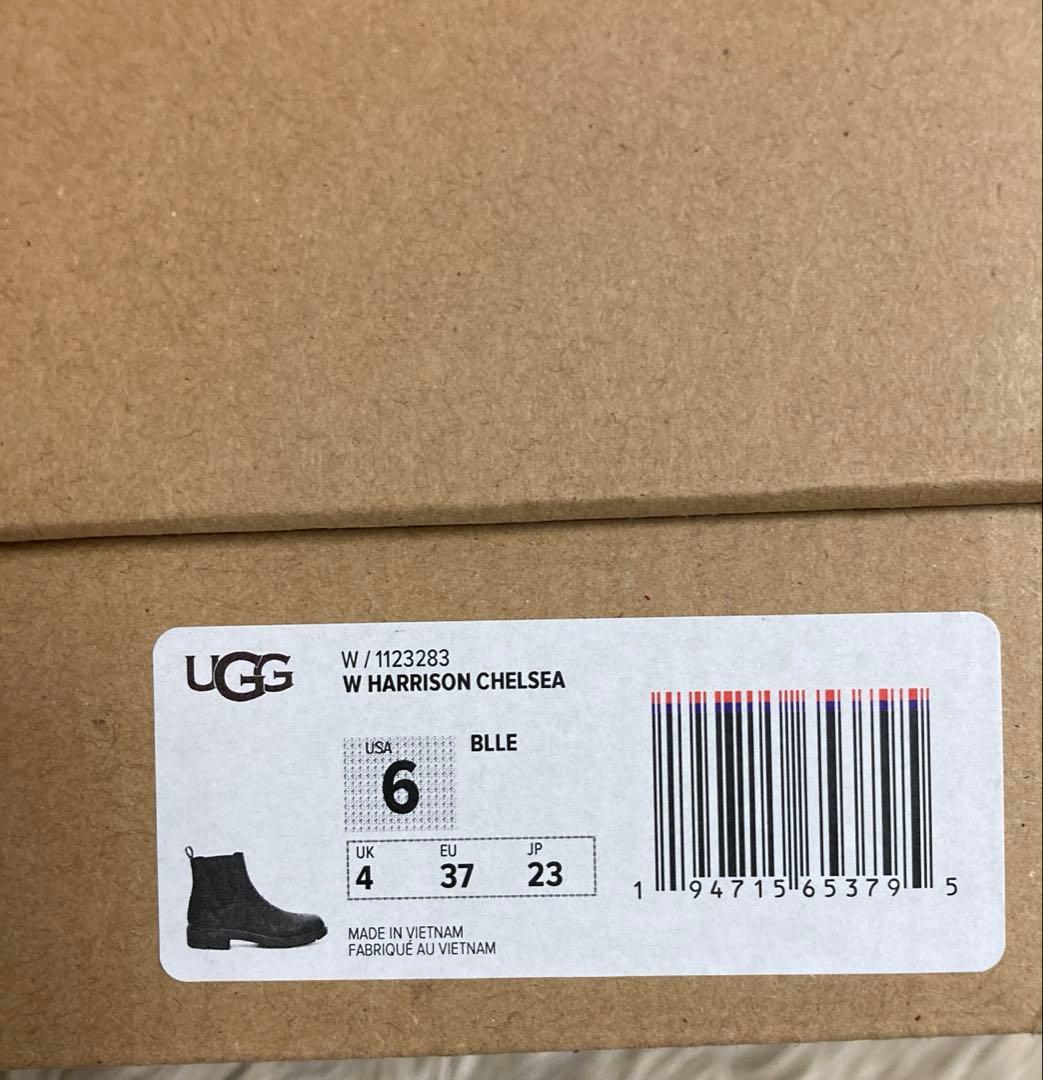 UGG
W / 1123283
W HARRISON CHELSEA
USA
6
BLLE
UK EU JP
4 37 23
MADE IN VIETNAM
FABRIQUÉ AU VIETNAM
1 94715 65379 5